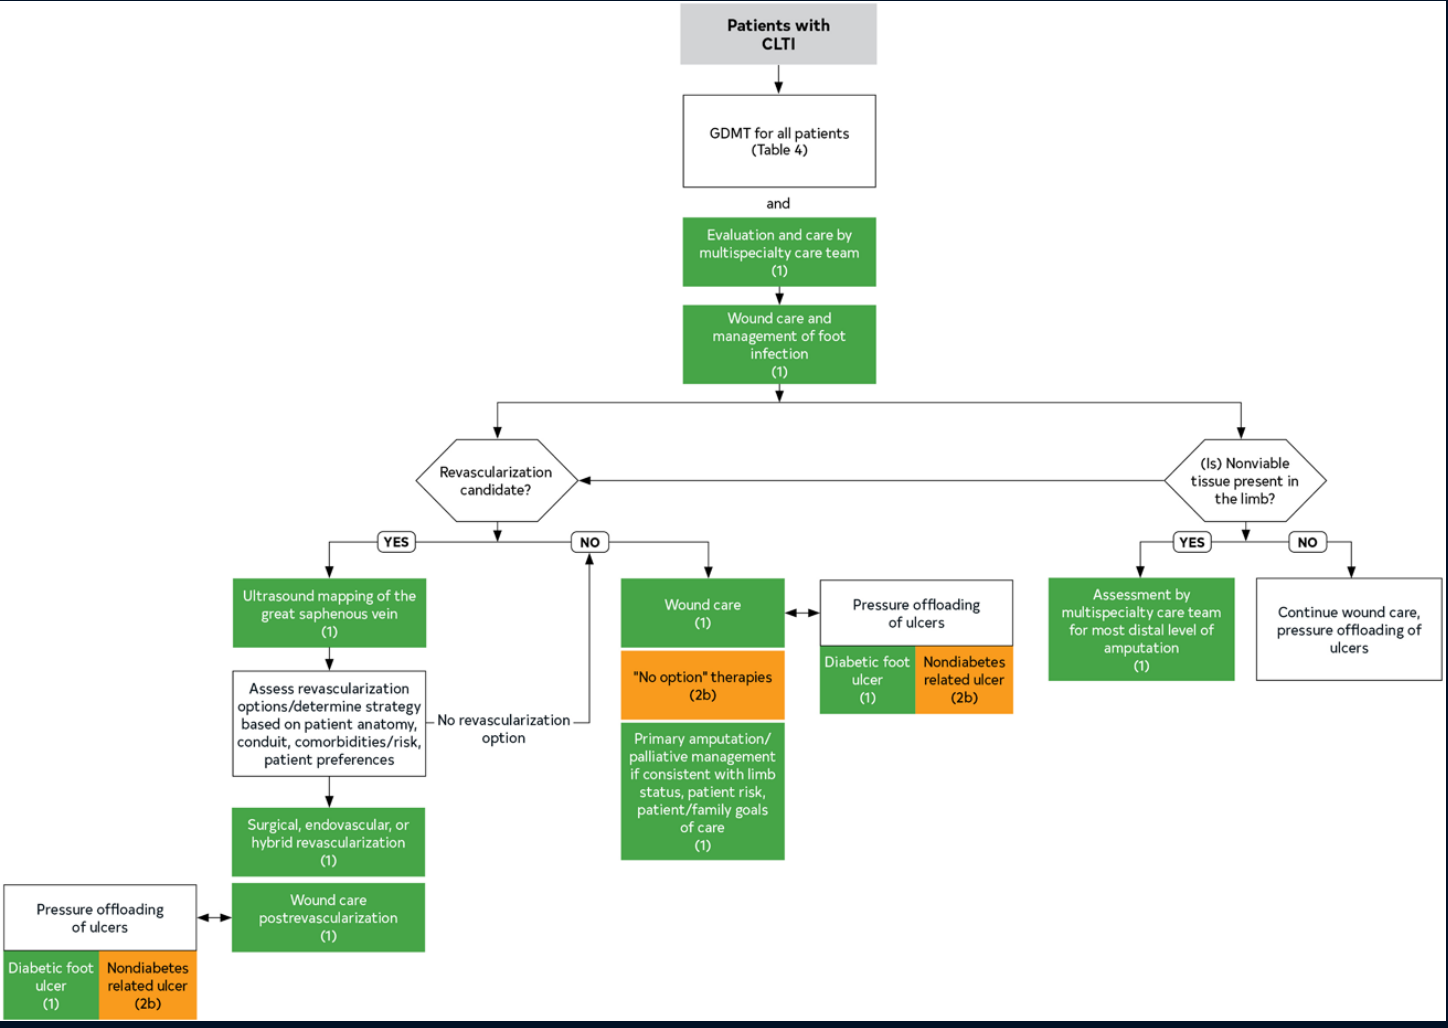 Patients with
CLTI
GDMT for all patients
(Table 4)
and
Evaluation and care by
multispecialty care team
(1)
Wound care and
management of foot
infection
(1)
Revascularization
candidate?
(Is) Nonviable
tissue present in
the limb?
YES
NO
YES
NO
Ultrasound mapping of the
great saphenous vein
(1)
Assess revascularization
options/determine strategy
based on patient anatomy,
conduit, comorbidities/risk,
patient preferences
No revascularization
option
Surgical, endovascular, or
hybrid revascularization
(1)
Wound care
postrevascularization
(1)
Pressure offloading
of ulcers
Diabetic foot
ulcer
(1)
Nondiabetes
related ulcer
(2b)
Wound care
(1)
"No option" therapies
(2b)
Primary amputation/
palliative management
if consistent with limb
status, patient risk,
patient/family goals
of care
(1)
Pressure offloading
of ulcers
Diabetic foot
ulcer
(1)
Nondiabetes
related ulcer
(2b)
Assessment by
multispecialty care team
for most distal level of
amputation
(1)
Continue wound care,
pressure offloading of
ulcers